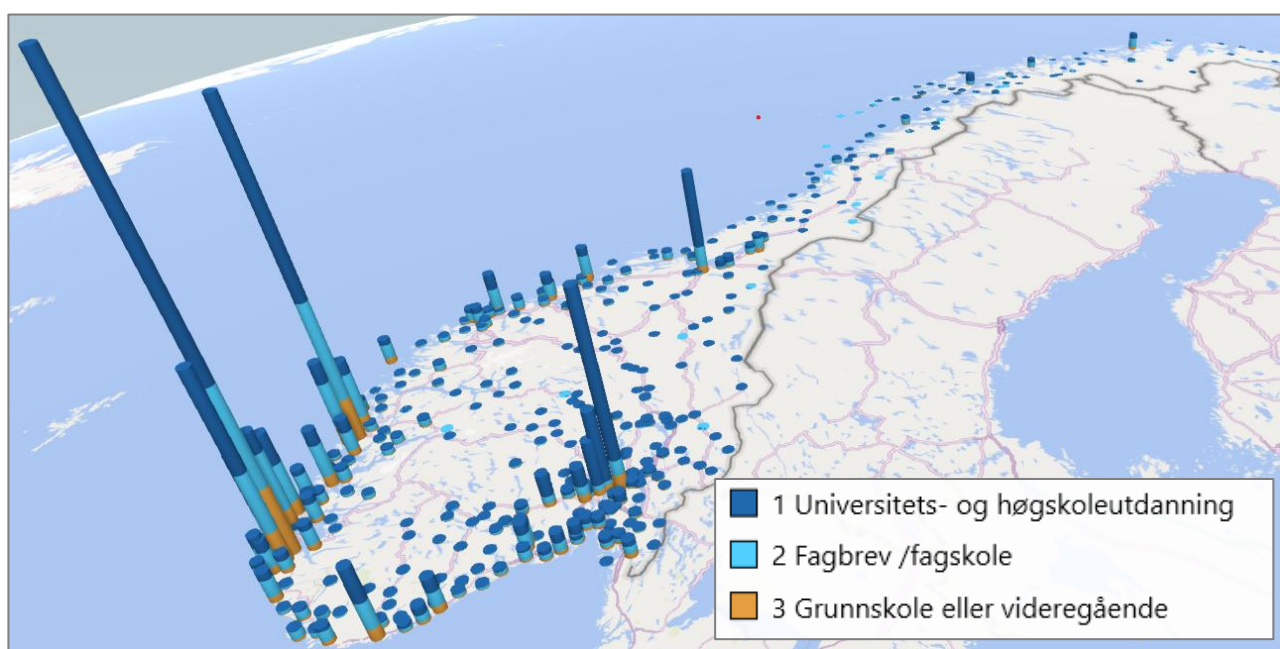 1 Universitets- og høgskoleutdanning
2 Fagbrev /fagskole
3 Grunnskole eller videregående